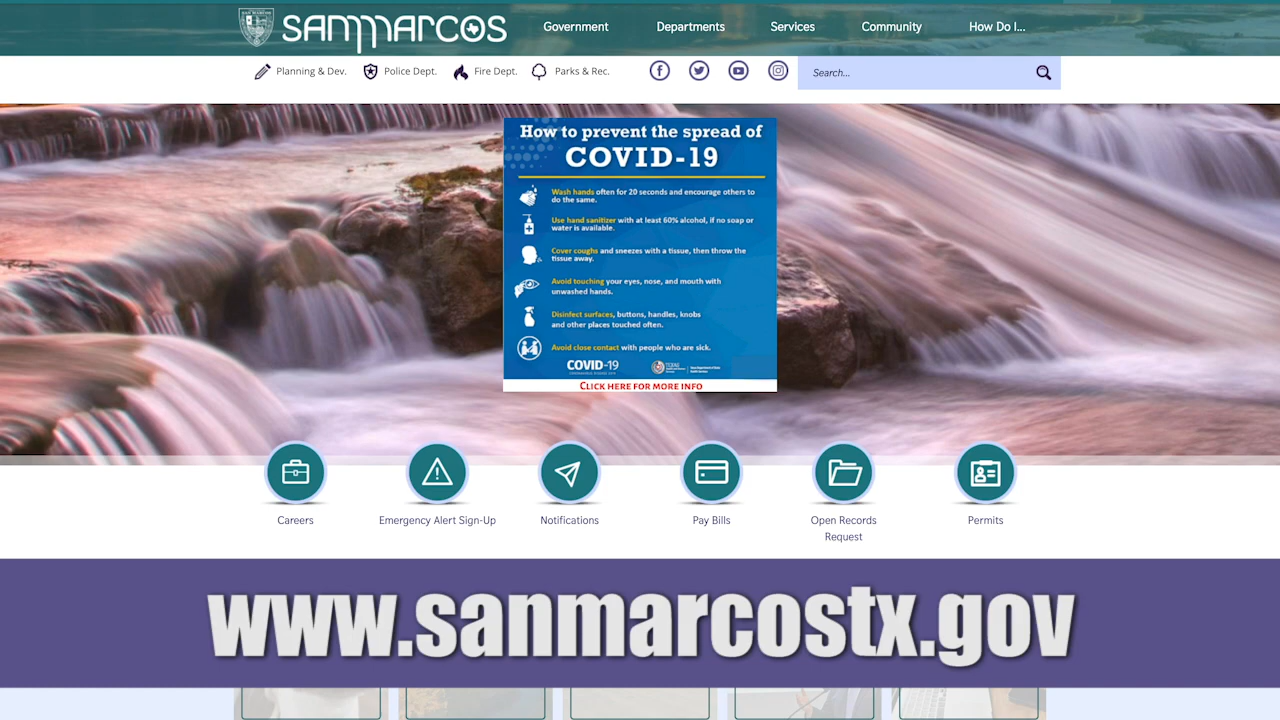 SAN MARCOS
Government Departments Services Community How Do I...
Planning & Dev. Police Dept. Fire Dept. Parks & Rec.
Search...
How to prevent the spread of
COVID-19
Wash hands often for 20 seconds and encourage others to
do the same.
Use hand sanitizer with at least 60% alcohol, if no soap or
water is available.
Cover coughs and sneezes with a tissue, then throw the
tissue away.
Avoid touching your eyes, nose, and mouth with
unwashed hands.
Disinfect surfaces, buttons, handles, knobs
and other places touched often.
Avoid close contact with people who are sick.
COVID-19
TEXAS
Click here for more info
Careers Emergency Alert Sign-Up Notifications Pay Bills Open Records Permits
Request
www.sanmarcostx.gov